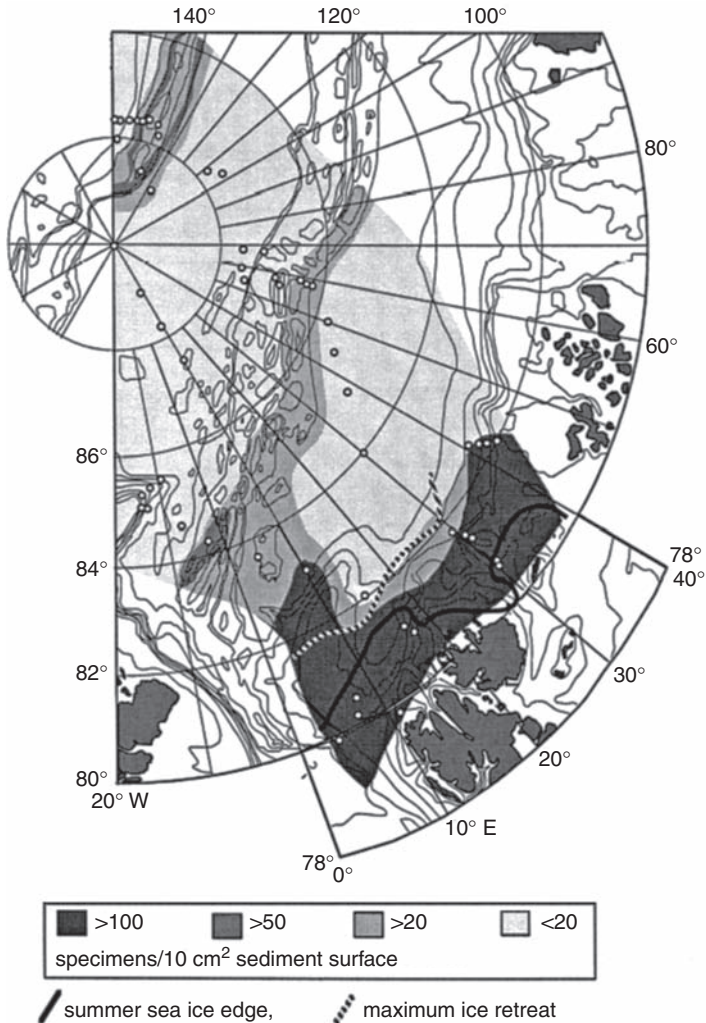 140° 120° 100°
80°
60°
86°
84°
78°
40°
82°
30°
80°
20° W
20°
10° E
78°
0°
>100 >50 >20 <20
specimens/10 cm² sediment surface
summer sea ice edge, maximum ice retreat